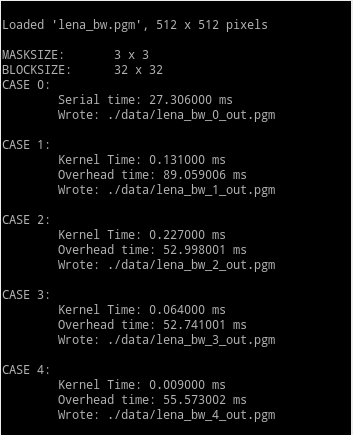 Loaded 'lena_bw.pgm', 512 x 512 pixels
MASKSIZE: 3 x 3
BLOCKSIZE: 32 x 32
CASE 0:
Serial time: 27.306000 ms
Wrote: ./data/lena_bw_0_out.pgm
CASE 1:
Kernel Time: 0.131000 ms
Overhead time: 89.059006 ms
Wrote: ./data/lena_bw_1_out.pgm
CASE 2:
Kernel Time: 0.227000 ms
Overhead time: 52.998001 ms
Wrote: ./data/lena_bw_2_out.pgm
CASE 3:
Kernel Time: 0.064000 ms
Overhead time: 52.741001 ms
Wrote: ./data/lena_bw_3_out.pgm
CASE 4:
Kernel Time: 0.009000 ms
Overhead time: 55.573002 ms
Wrote: ./data/lena_bw_4_out.pgm